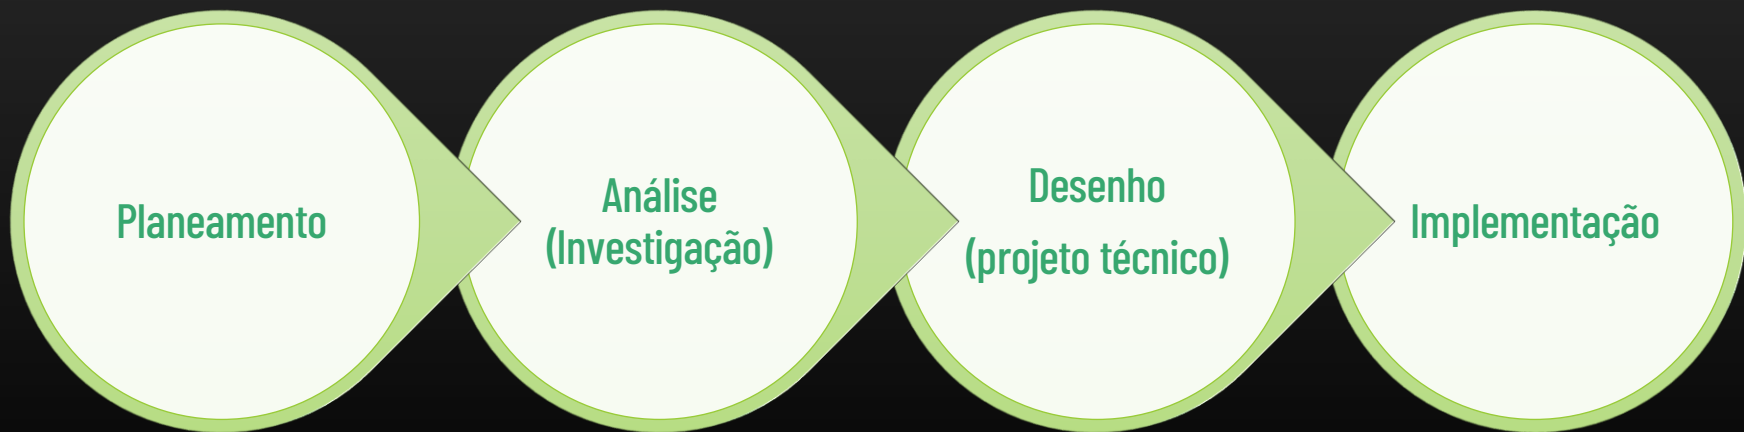 Planeamento
Análise
(Investigação)
Desenho
(projeto técnico)
Implementação